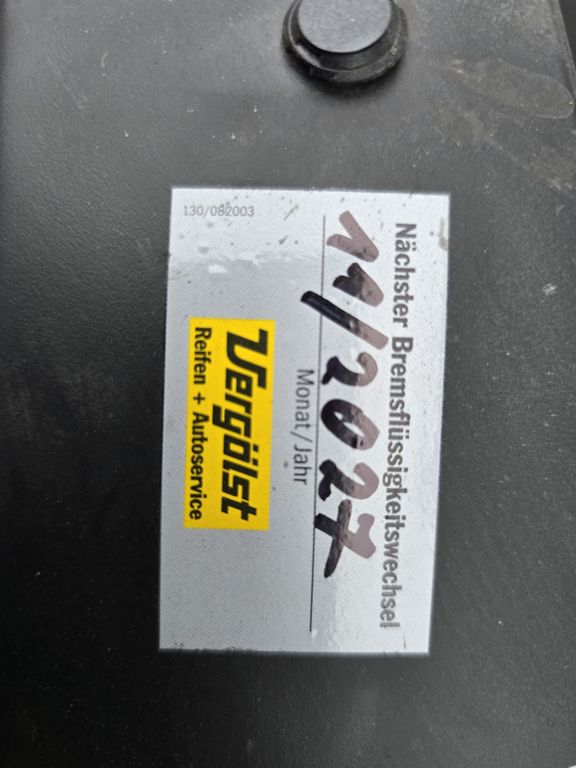 Nächster Bremsflüssigkeitswechsel
11/2027
Monat/Jahr
Vergölst
Reifen + Autoservice
130/082003